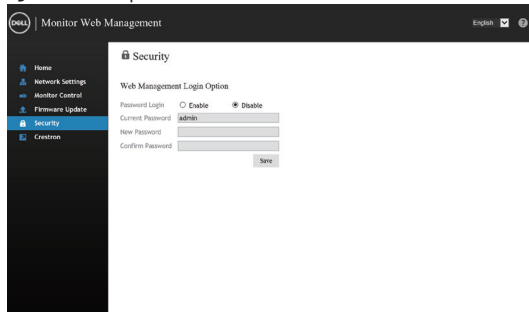 DELL | Monitor Web Management
English
?
Home
Network Settings
Monitor Control
Firmware Update
Security
Crestron
Security
Web Management Login Option
Password Login Enable Disable
Current Password admin
New Password
Confirm Password
Save